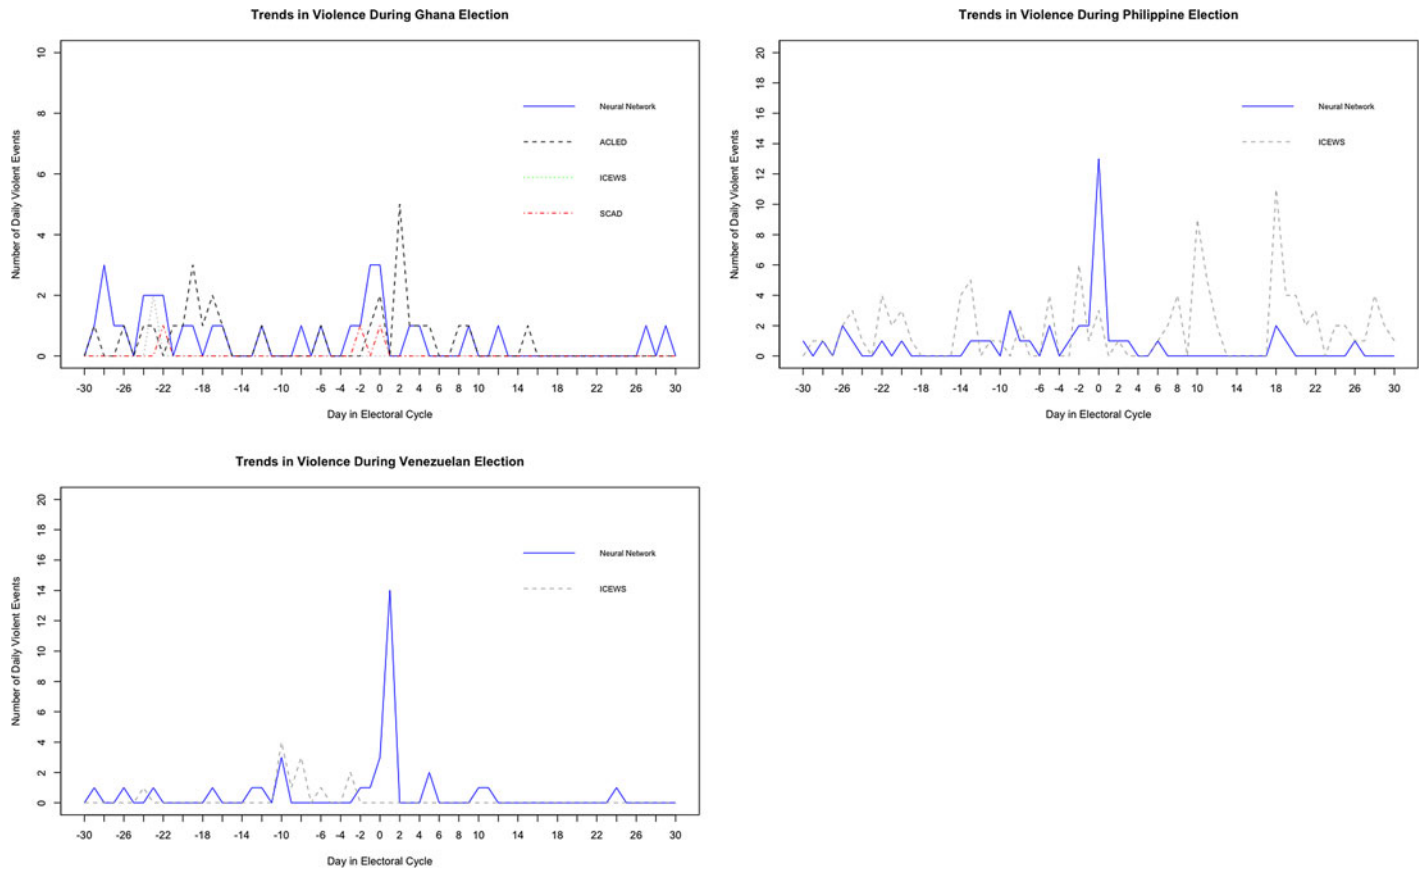 Trends in Violence During Ghana Election
Number of Daily Violent Events
10
8
6
4
2
0
Neural Network
ACLED
ICEWS
SCAD
-30 -26 -22 -18 -14 -10 -6 -4 -2 0 2 4 6 8 10 14 18 22 26 30
Day in Electoral Cycle
Trends in Violence During Philippine Election
Number of Daily Violent Events
20
18
16
14
12
10
8
6
4
2
0
Neural Network
ICEWS
-30 -26 -22 -18 -14 -10 -6 -4 -2 0 2 4 6 8 10 14 18 22 26 30
Day in Electoral Cycle
Trends in Violence During Venezuelan Election
Number of Daily Violent Events
20
18
16
14
12
10
8
6
4
2
0
Neural Network
ICEWS
-30 -26 -22 -18 -14 -10 -6 -4 -2 0 2 4 6 8 10 14 18 22 26 30
Day in Electoral Cycle